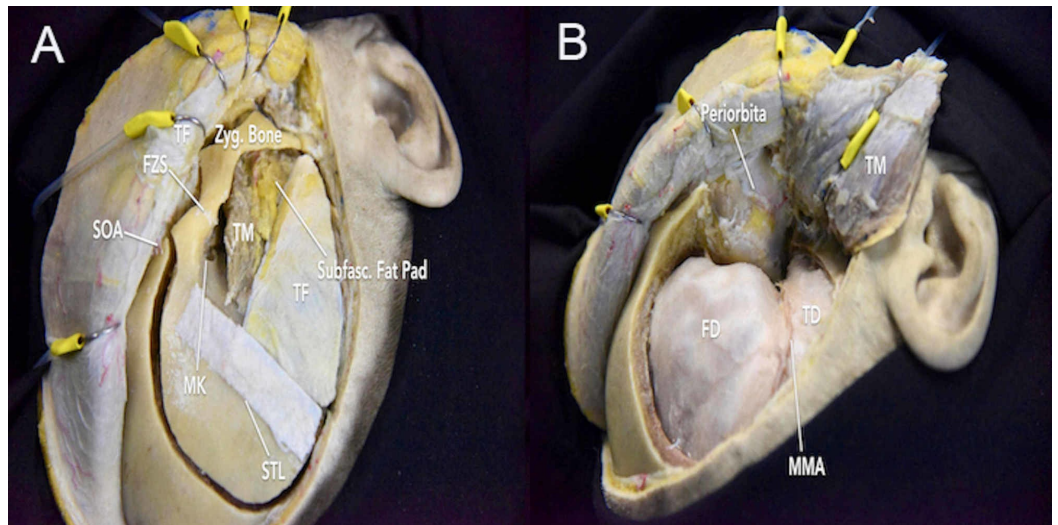 A
TF
Zyg. Bone
FZS
SOA
TM
Subfasc. Fat Pad
TF
MK
STL
B
Periorbita
TM
FD
TD
MMA